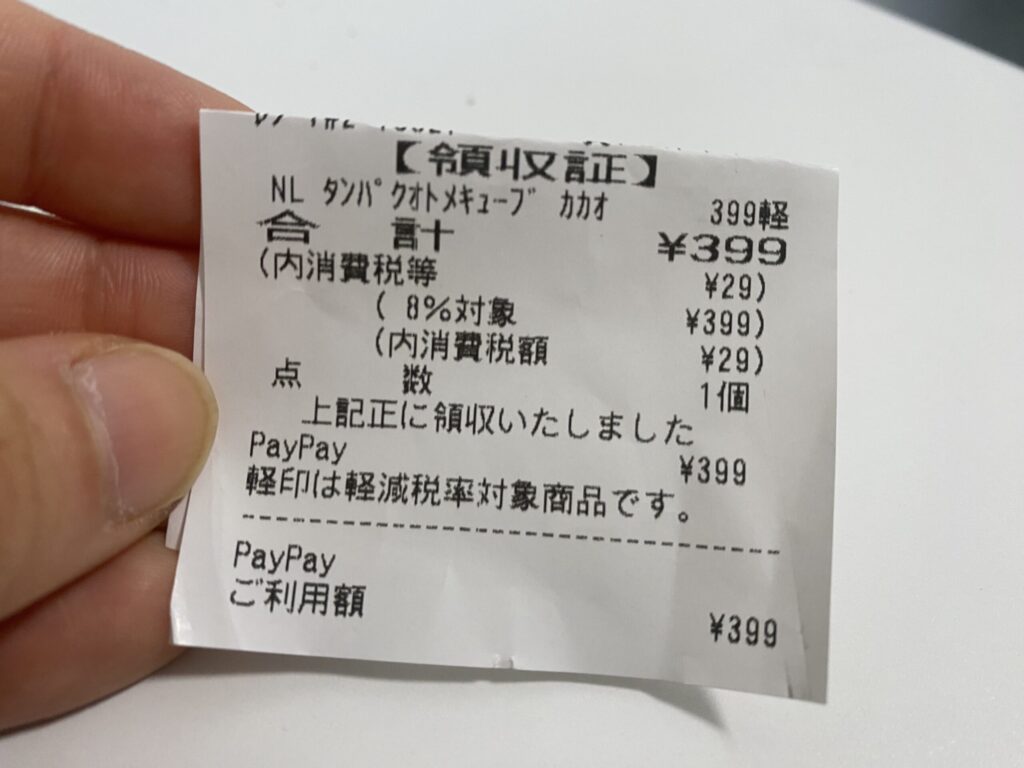 【領収証】
NL タンパクオトメキューブ カカオ 399軽
合 計 ¥399
(内消費税等 ¥29)
( 8%対象 ¥399)
(内消費税額 ¥29)
点 数 1個
上記正に領収いたしました
PayPay ¥399
軽印は軽減税率対象商品です。
PayPay
ご利用額 ¥399